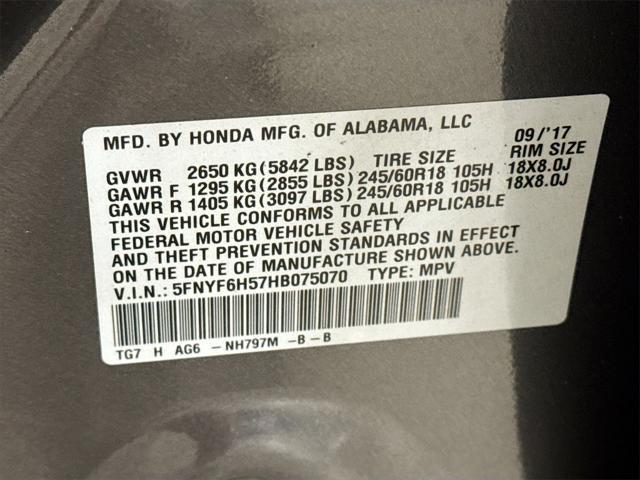 MFD. BY HONDA MFG. OF ALABAMA, LLC 09/'17
GVWR 2650 KG (5842 LBS) TIRE SIZE RIM SIZE
GAWR F 1295 KG (2855 LBS) 245/60R18 105H 18X8.0J
GAWR R 1405 KG (3097 LBS) 245/60R18 105H 18X8.0J
THIS VEHICLE CONFORMS TO ALL APPLICABLE
FEDERAL MOTOR VEHICLE SAFETY
AND THEFT PREVENTION STANDARDS IN EFFECT
ON THE DATE OF MANUFACTURE SHOWN ABOVE.
V.I.N.: 5FNYF6H57HB075070 TYPE: MPV
TG7 H AG6 - NH797M -B - B